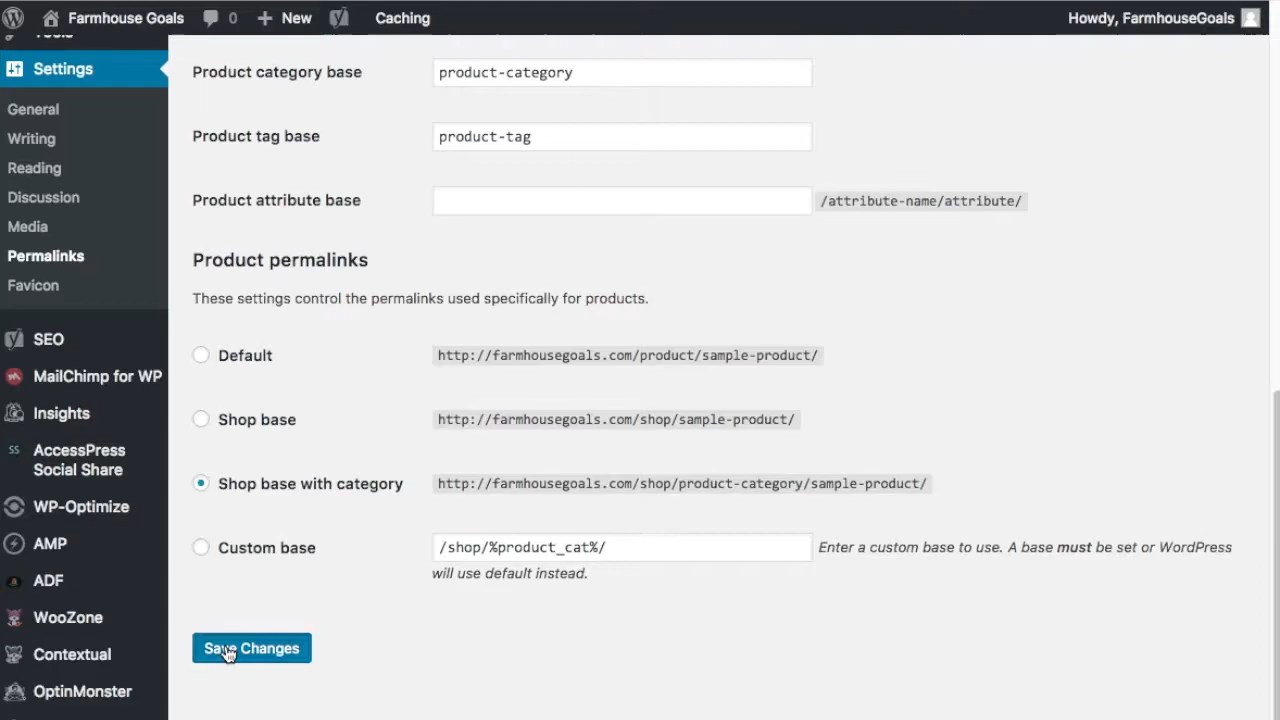 Farmhouse Goals
0
New
Caching
Howdy, FarmhouseGoals
Tools
Settings
General
Writing
Reading
Discussion
Media
Permalinks
Favicon
SEO
MailChimp for WP
Insights
AccessPress
Social Share
WP-Optimize
AMP
ADF
WooZone
Contextual
OptinMonster
Product category base
product-category
Product tag base
product-tag
Product attribute base
/attribute-name/attribute/
Product permalinks
These settings control the permalinks used specifically for products.
Default
http://farmhousegoals.com/product/sample-product/
Shop base
http://farmhousegoals.com/shop/sample-product/
Shop base with category
http://farmhousegoals.com/shop/product-category/sample-product/
Custom base
/shop/%product_cat%/
Enter a custom base to use. A base must be set or WordPress
will use default instead.
Save Changes